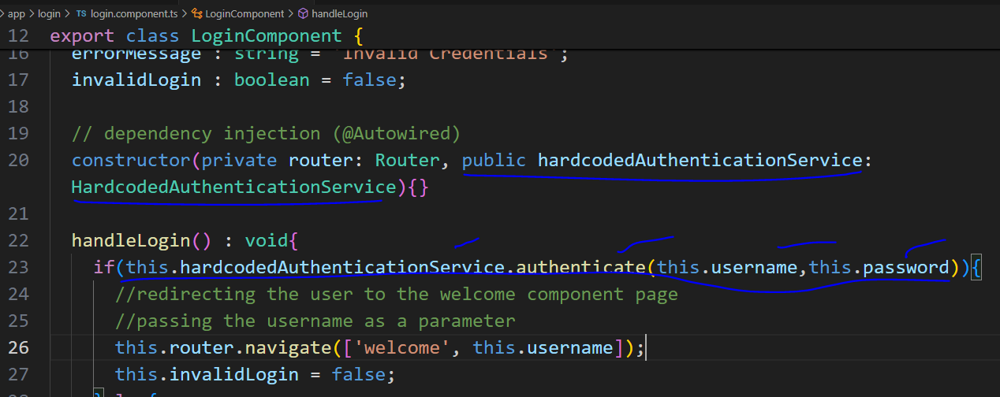 app > login > TS login.component.ts > LoginComponent > handleLogin
12 export class LoginComponent {
16 errorMessage : string = 'Invalid Credentials';
17 invalidLogin : boolean = false;
18
19 // dependency injection (@Autowired)
20 constructor(private router: Router, public hardcodedAuthenticationService:
HardcodedAuthenticationService){}
21
22 handleLogin() : void{
23 if(this.hardcodedAuthenticationService.authenticate(this.username,this.password)){
24 //redirecting the user to the welcome component page
25 //passing the username as a parameter
26 this.router.navigate(['welcome', this.username]);
27 this.invalidLogin = false;